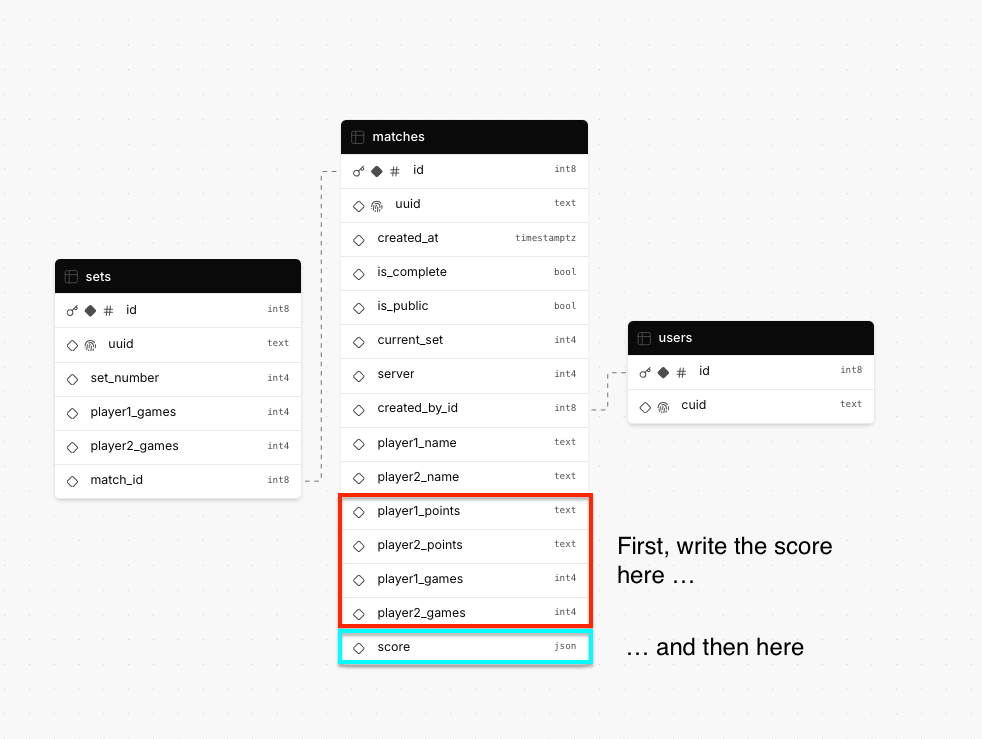 matches
id int8
uuid text
created_at timestamptz
is_complete bool
is_public bool
current_set int4
server int4
created_by_id int8
player1_name text
player2_name text
player1_points text
player2_points text
player1_games int4
player2_games int4
score json
sets
id int8
uuid text
set_number int4
player1_games int4
player2_games int4
match_id int8
users
id int8
cuid text
First, write the score
here …
… and then here